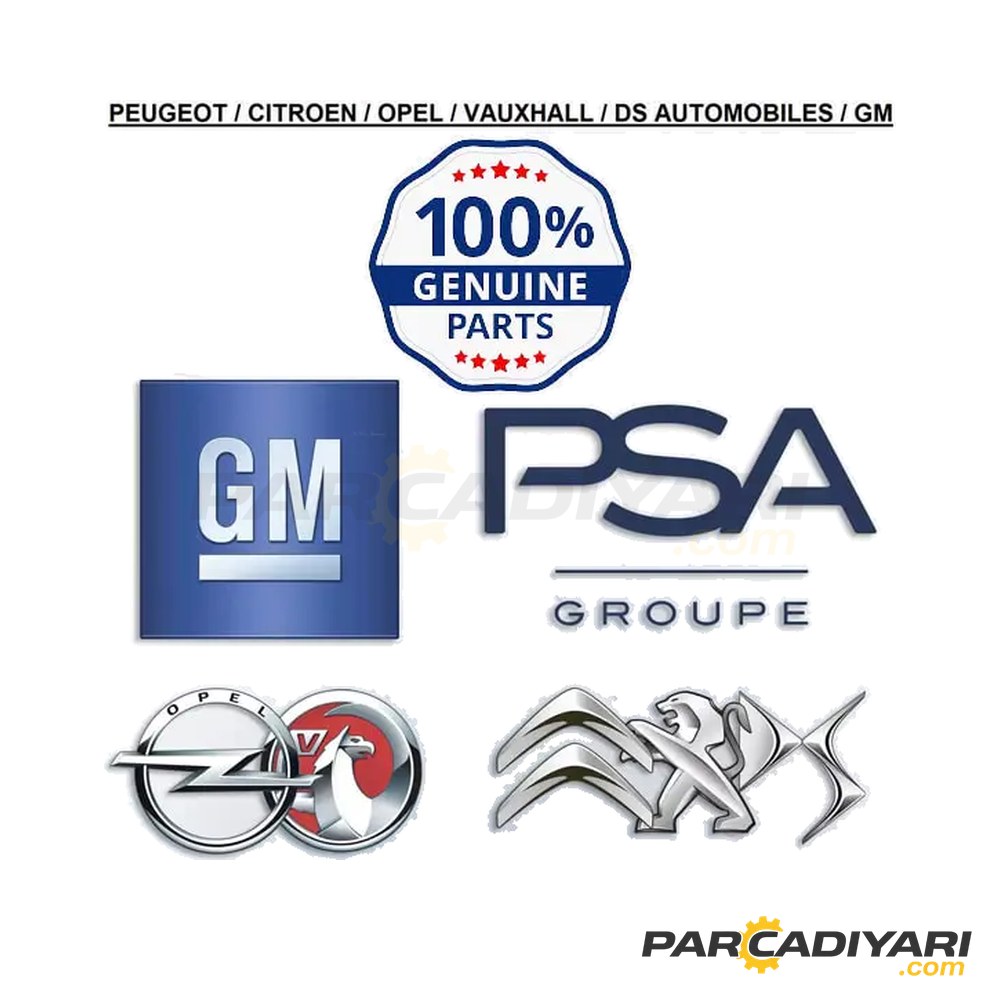 PEUGEOT / CITROEN / OPEL / VAUXHALL / DS AUTOMOBILES / GM
100%
GENUINE
PARTS
GM
PSA
PARCADIYARI
.com
GROUPE
OPEL
V
PARCADIYARI
.com